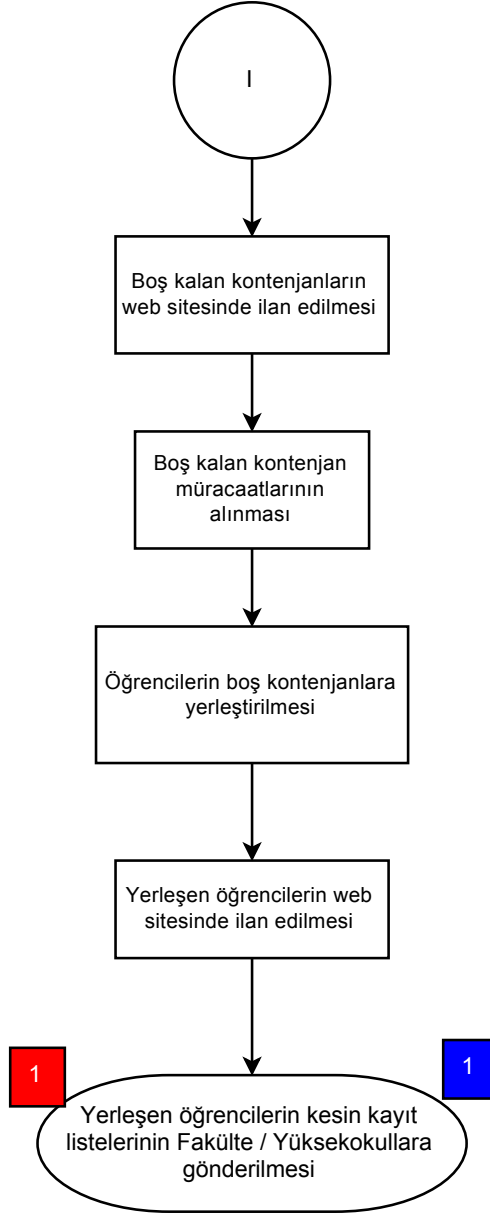 I
Boş kalan kontenjanların
web sitesinde ilan edilmesi
Boş kalan kontenjan
müracaatlarının
alınması
Öğrencilerin boş kontenjanlara
yerleştirilmesi
Yerleşen öğrencilerin web
sitesinde ilan edilmesi
1
1
Yerleşen öğrencilerin kesin kayıt
listelerinin Fakülte / Yüksekokullara
gönderilmesi